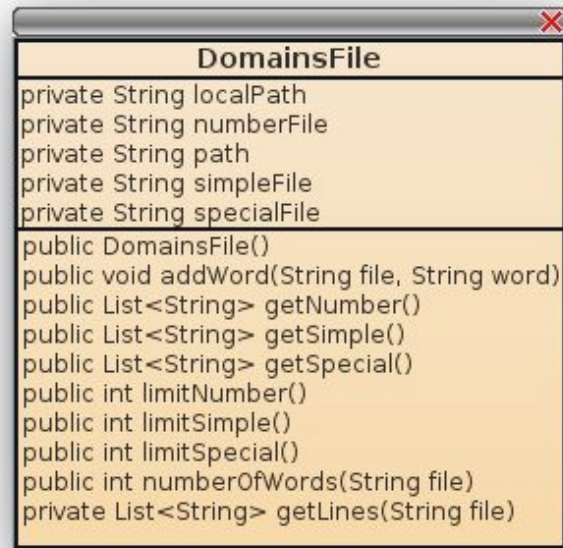 DomainsFile
private String localPath
private String numberFile
private String path
private String simpleFile
private String specialFile
public DomainsFile()
public void addWord(String file, String word)
public List<String> getNumber()
public List<String> getSimple()
public List<String> getSpecial()
public int limitNumber()
public int limitSimple()
public int limitSpecial()
public int numberOfWords(String file)
private List<String> getLines(String file)